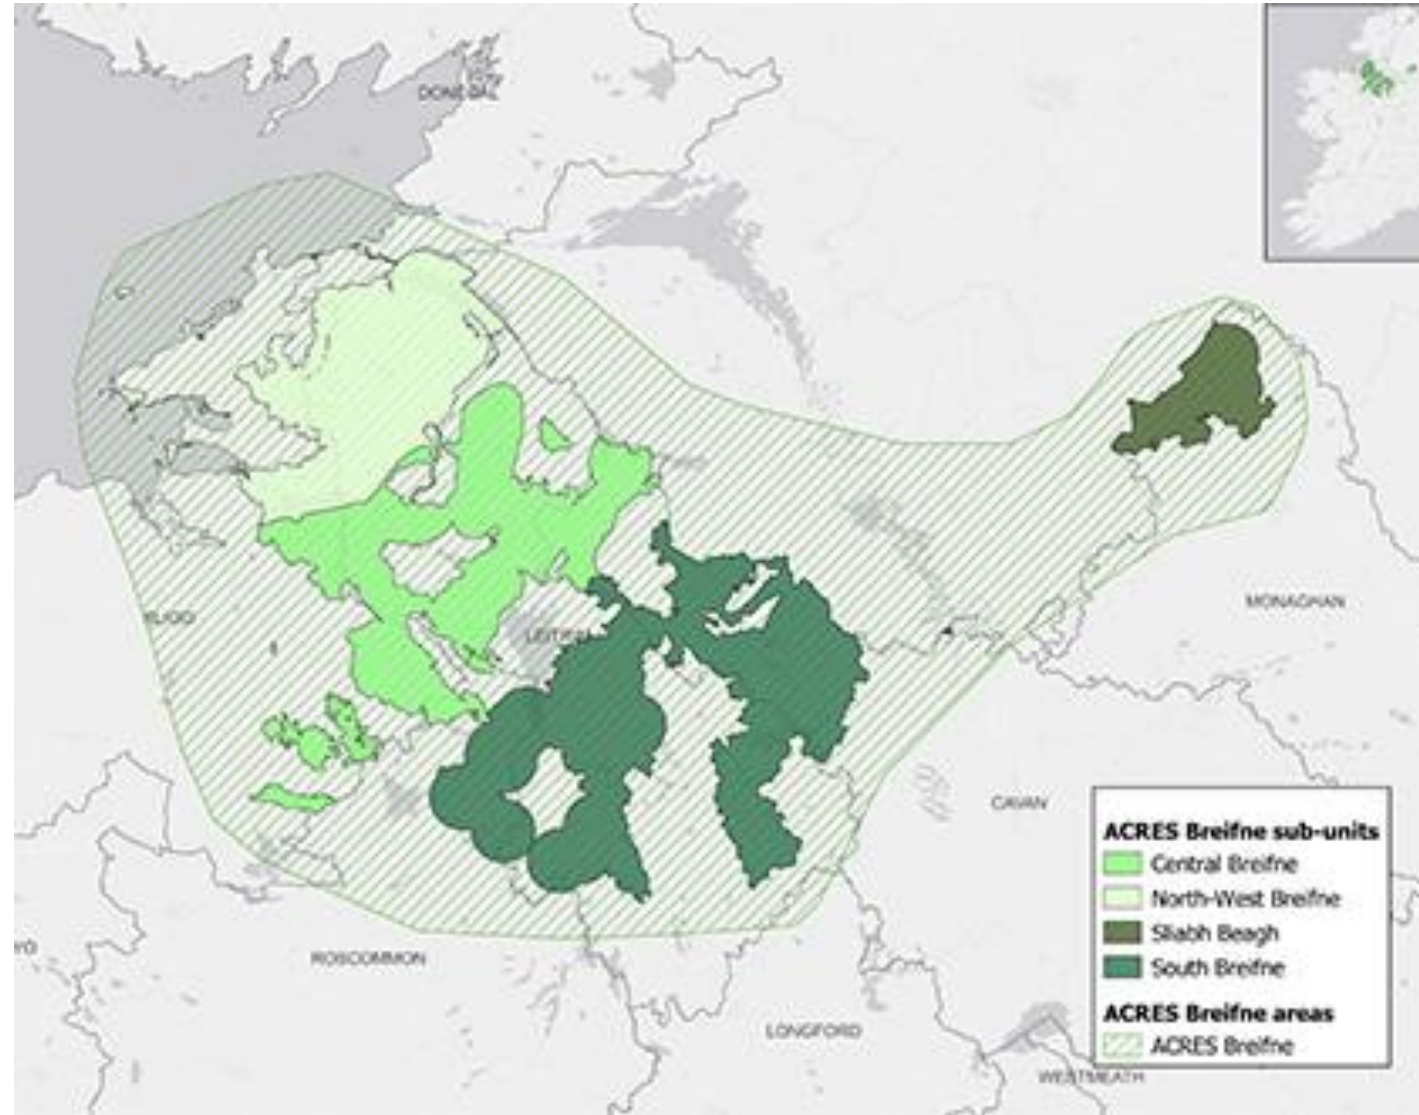 DONEGAL
SLIGO
LEITRIM
MONAGHAN
CAVAN
YO
ROSCOMMON
LONGFORD
WESTMEATH
ACRES Breifne sub-units
Central Breifne
North-West Breifne
Sliabh Beagh
South Breifne
ACRES Breifne areas
ACRES Breifne